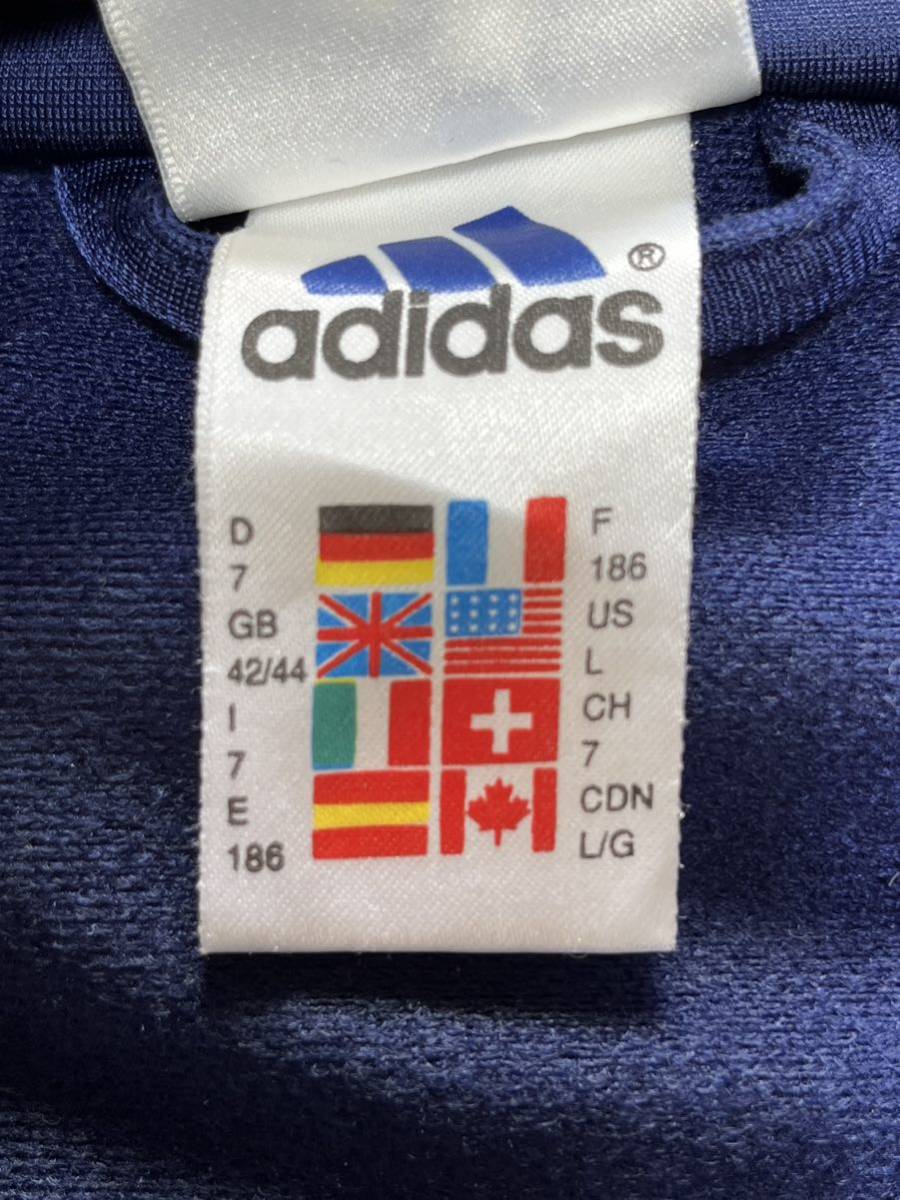 adidas®
D
7
GB
42/44
I
7
E
186
F
186
US
L
CH
7
CDN
L/G